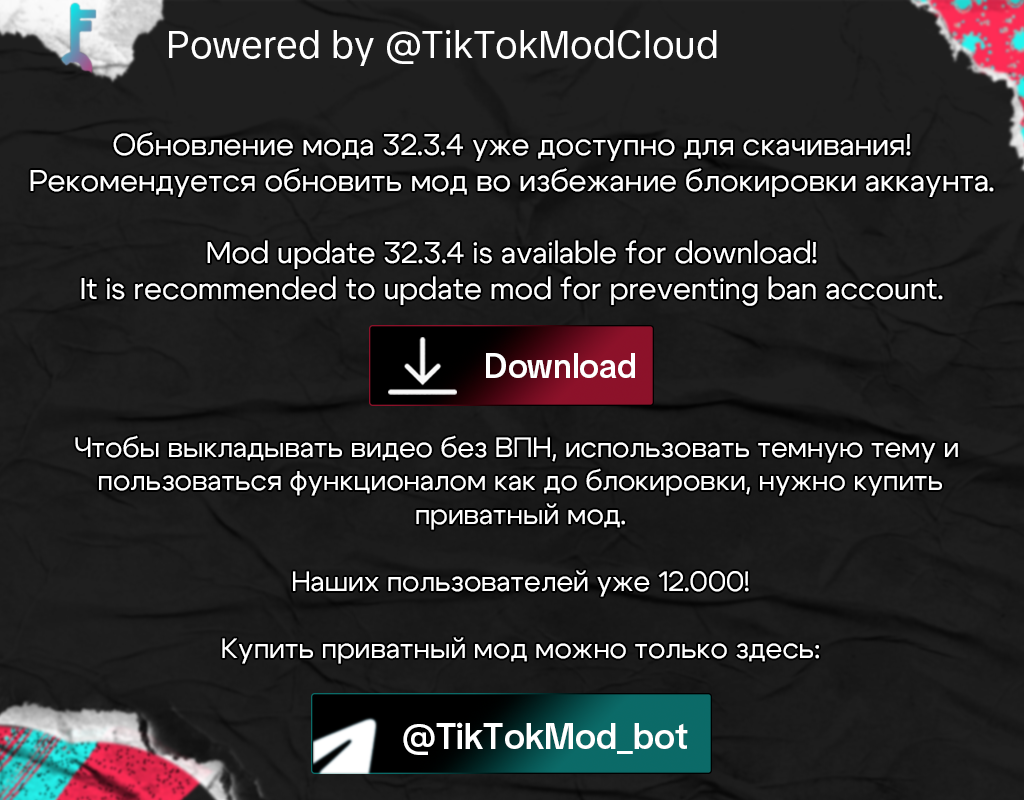 Powered by @TikTokModCloud
Обновление мода 32.3.4 уже доступно для скачивания!
Рекомендуется обновить мод во избежание блокировки аккаунта.
Mod update 32.3.4 is available for download!
It is recommended to update mod for preventing ban account.
Download
Чтобы выкладывать видео без ВПН, использовать темную тему и
пользоваться функционалом как до блокировки, нужно купить
приватный мод.
Наших пользователей уже 12.000!
Купить приватный мод можно только здесь:
@TikTokMod_bot